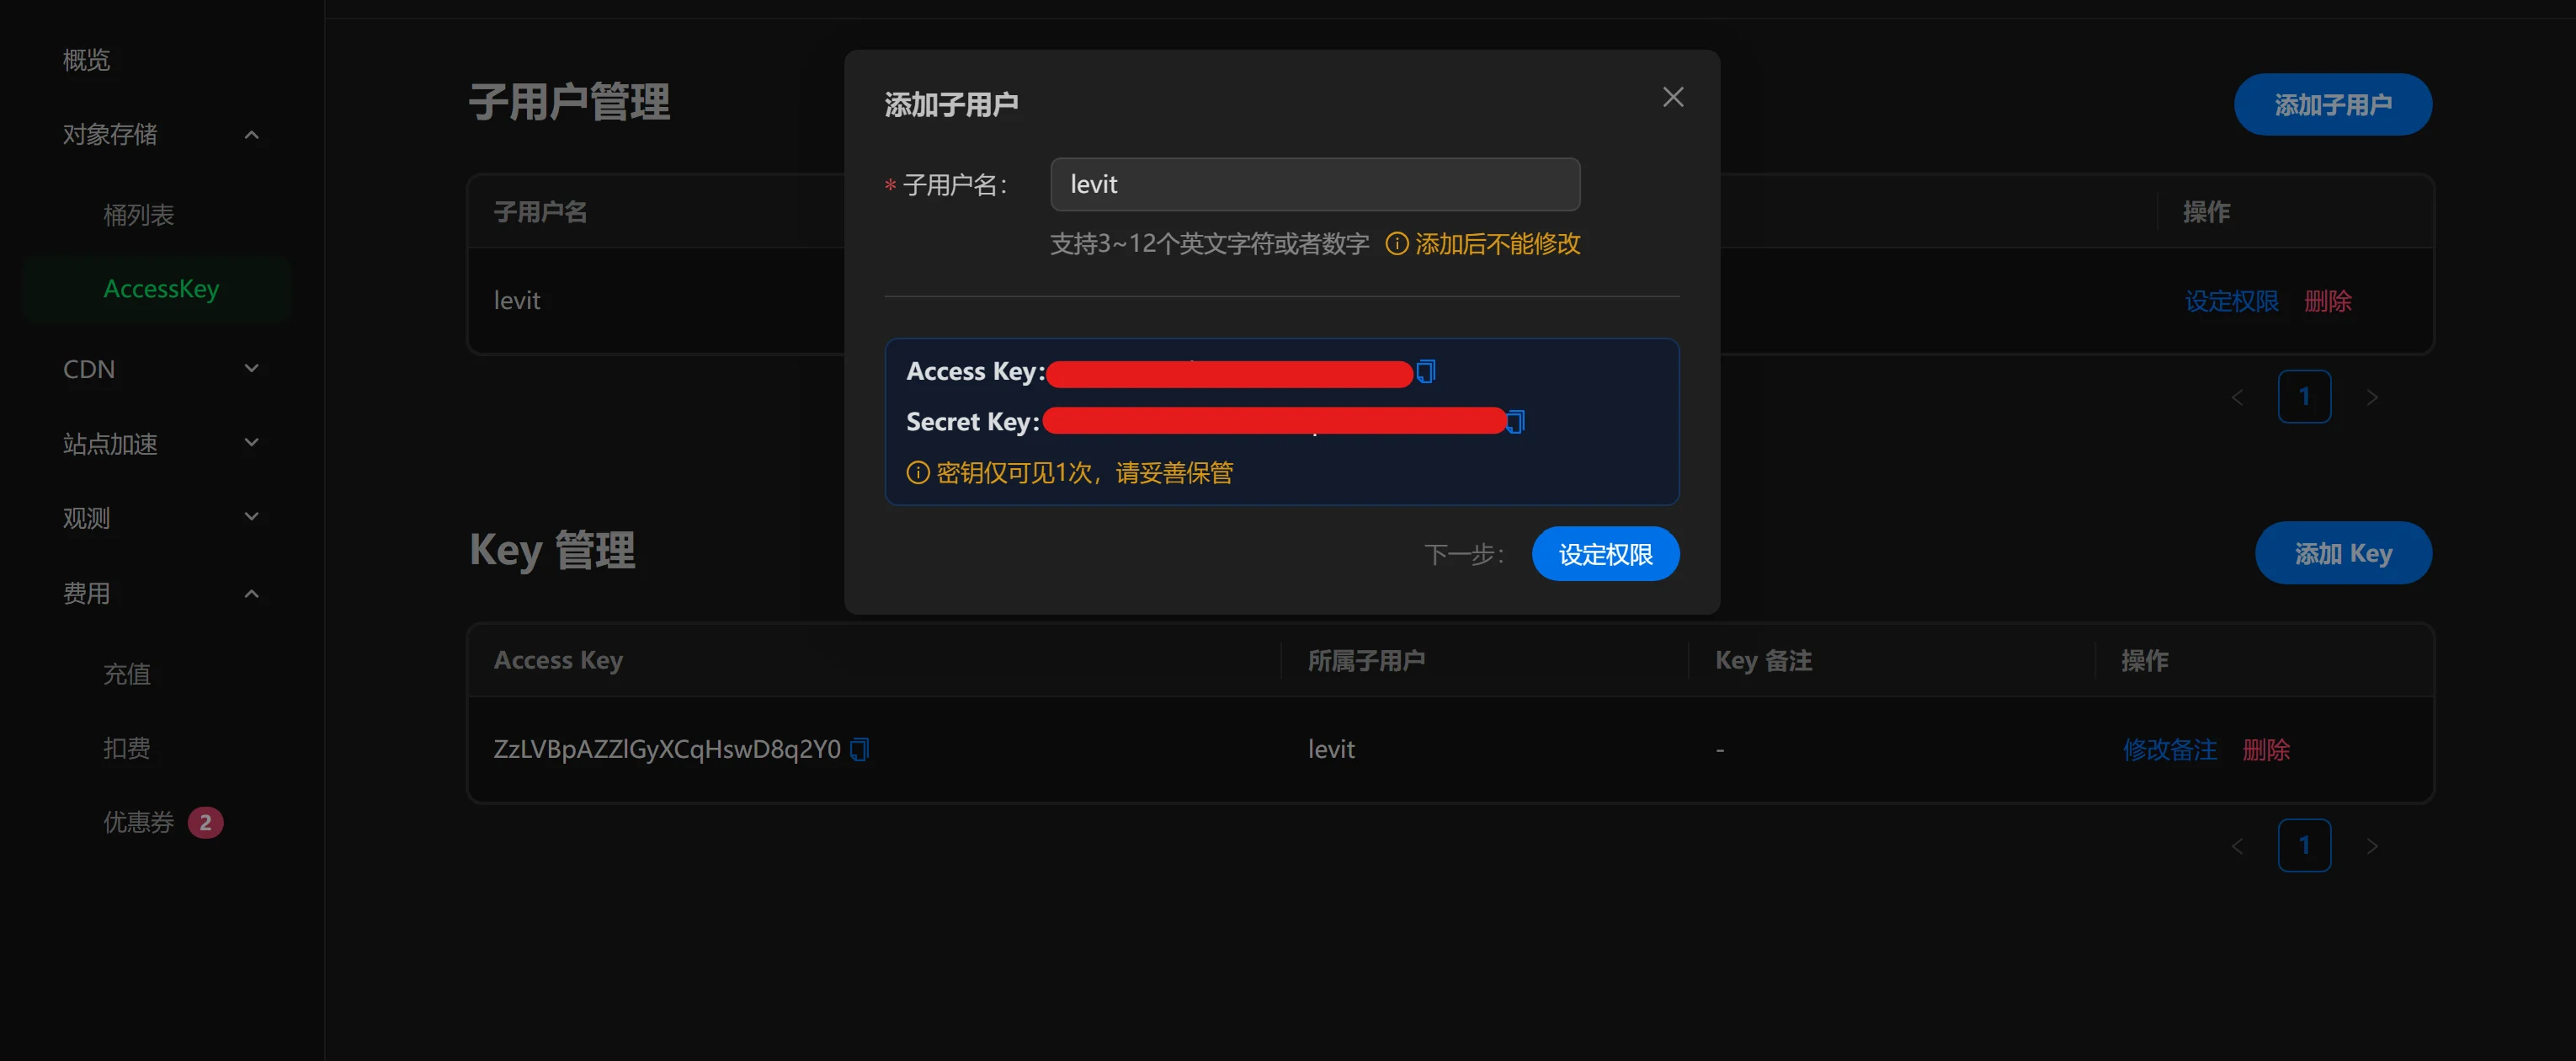 概览
对象存储
桶列表
AccessKey
CDN
站点加速
观测
费用
充值
扣费
优惠券 2
子用户管理
添加子用户
子用户名
操作
levit
设定权限 删除
1
添加子用户
* 子用户名：
levit
支持3~12个英文字符或者数字 添加后不能修改
Access Key:
Secret Key:
密钥仅可见1次，请妥善保管
下一步：
设定权限
Key 管理
添加 Key
Access Key
所属子用户
Key 备注
操作
ZzLVBpAZZlGyXCqHswD8q2Y0
levit
-
修改备注 删除
1